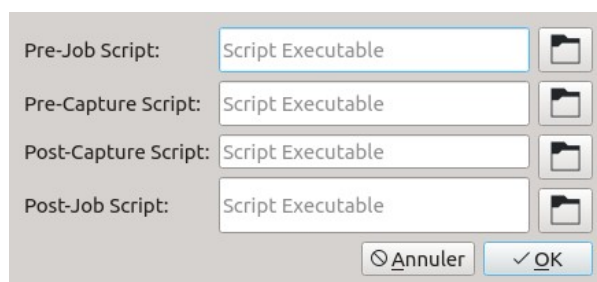 Pre-Job Script: Script Executable
Pre-Capture Script: Script Executable
Post-Capture Script: Script Executable
Post-Job Script: Script Executable
Annuler OK